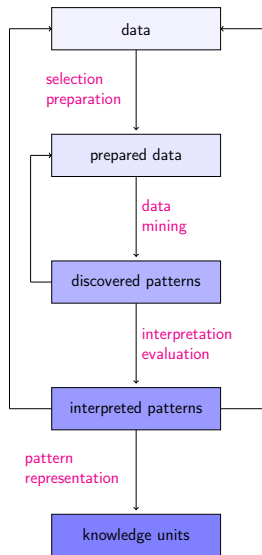 data
selection
preparation
prepared data
data
mining
discovered patterns
interpretation
evaluation
interpreted patterns
pattern
representation
knowledge units